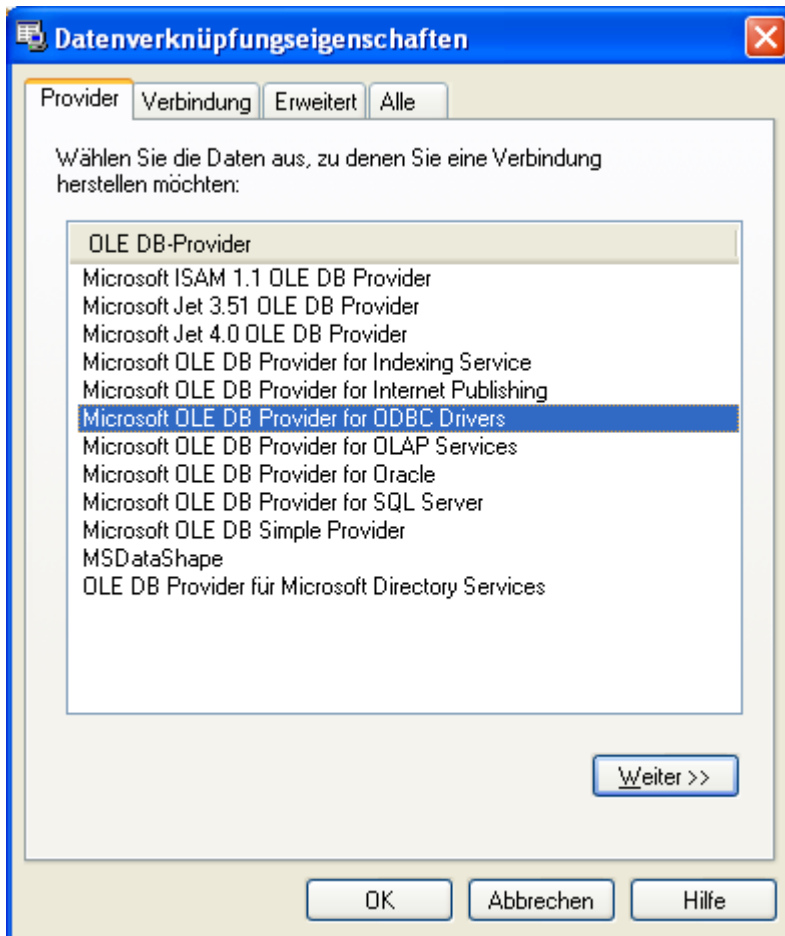 Datenverknüpfungseigenschaften
Provider Verbindung Erweitert Alle
Wählen Sie die Daten aus, zu denen Sie eine Verbindung
herstellen möchten:
OLE DB-Provider
Microsoft ISAM 1.1 OLE DB Provider
Microsoft Jet 3.51 OLE DB Provider
Microsoft Jet 4.0 OLE DB Provider
Microsoft OLE DB Provider for Indexing Service
Microsoft OLE DB Provider for Internet Publishing
Microsoft OLE DB Provider for ODBC Drivers
Microsoft OLE DB Provider for OLAP Services
Microsoft OLE DB Provider for Oracle
Microsoft OLE DB Provider for SQL Server
Microsoft OLE DB Simple Provider
MSDataShape
OLE DB Provider für Microsoft Directory Services
Weiter >>
OK Abbrechen Hilfe